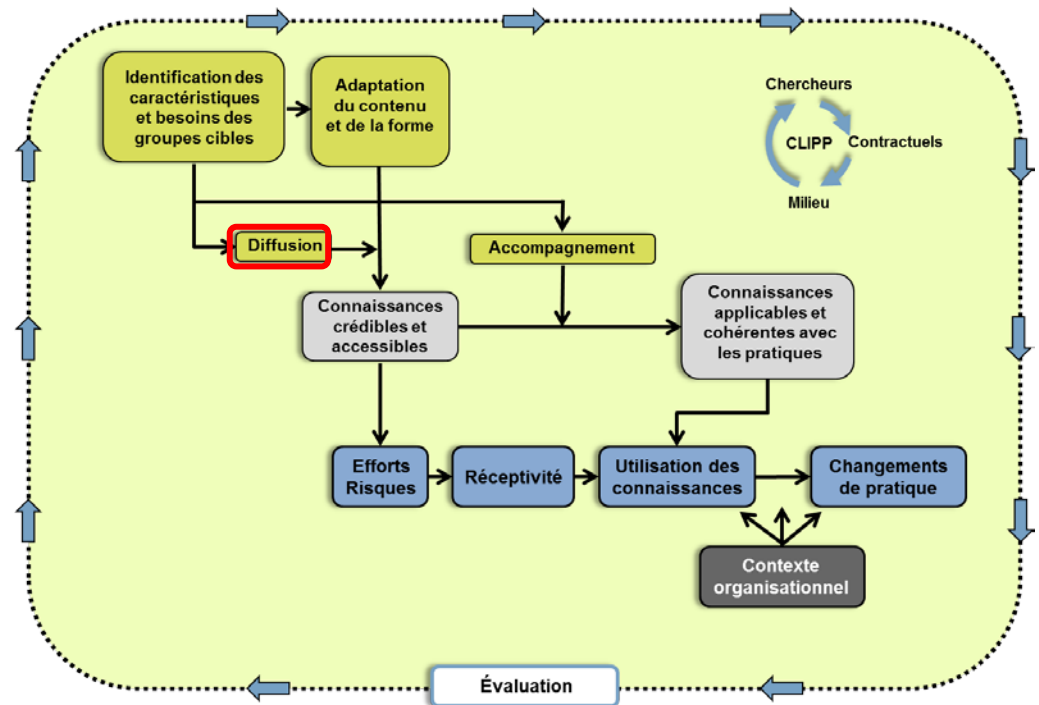 Identification des
caractéristiques
et besoins des
groupes cibles
Adaptation
du contenu
et de la forme
Chercheurs
CLIPP
Contractuels
Milieu
Diffusion
Accompagnement
Connaissances
crédibles et
accessibles
Connaissances
applicables et
cohérentes avec
les pratiques
Efforts
Risques
Réceptivité
Utilisation des
connaissances
Changements
de pratique
Contexte
organisationnel
Évaluation